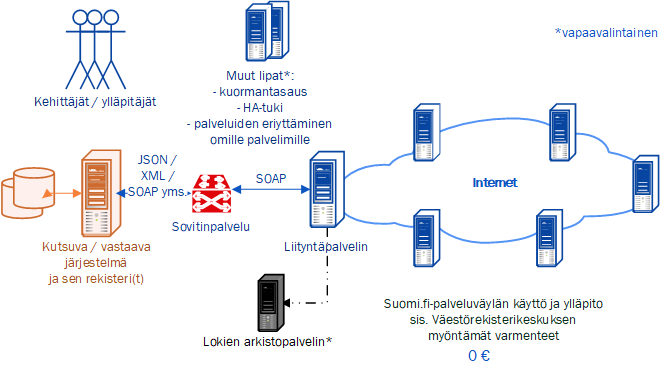 *vapaavalintainen
Kehittäjät / ylläpitäjät
Muut lipat*:
- kuormantasaus
- HA-tuki
- palveluiden eriyttäminen
omille palvelimille
JSON /
XML /
SOAP yms.
SOAP
Internet
Sovitinpalvelu
Liityntäpalvelin
Kutsuva / vastaava
järjestelmä
ja sen rekisteri(t)
Lokien arkistopalvelin*
Suomi.fi-palveluväylän käyttö ja ylläpito
sis. Väestörekisterikeskuksen
myöntämät varmenteet
0 €